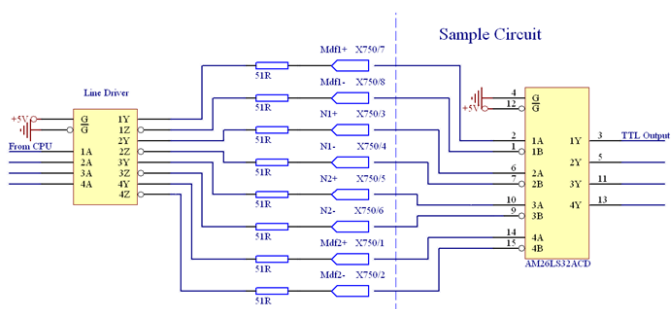 Sample Circuit
Mdf1+ X750/7
51R
Mdf1- X750/8
51R
N1+ X750/3
51R
N1- X750/4
51R
N2+ X750/5
51R
N2- X750/6
51R
Mdf2+ X750/1
51R
Mdf2- X750/2
51R
Line Driver
+5V
G 1Y
G 1Z
2Y
From CPU
1A 2Z
2A 3Y
3A 3Z
4A 4Y
4Z
4 G
+5V 12 G
2 1A 1Y 3 TTL Output
1 1B
2Y 5
6 2A
7 2B 3Y 11
10 3A 4Y 13
9 3B
14 4A
15 4B
AM26LS32ACD